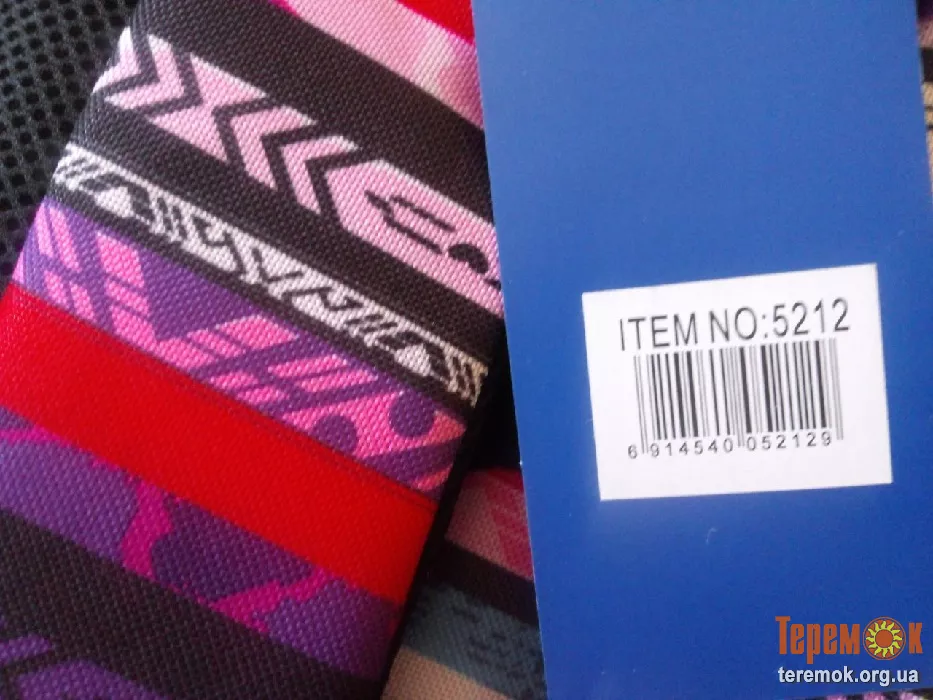 ITEM NO:5212
6 914540 052129
Теремок
teremok.org.ua